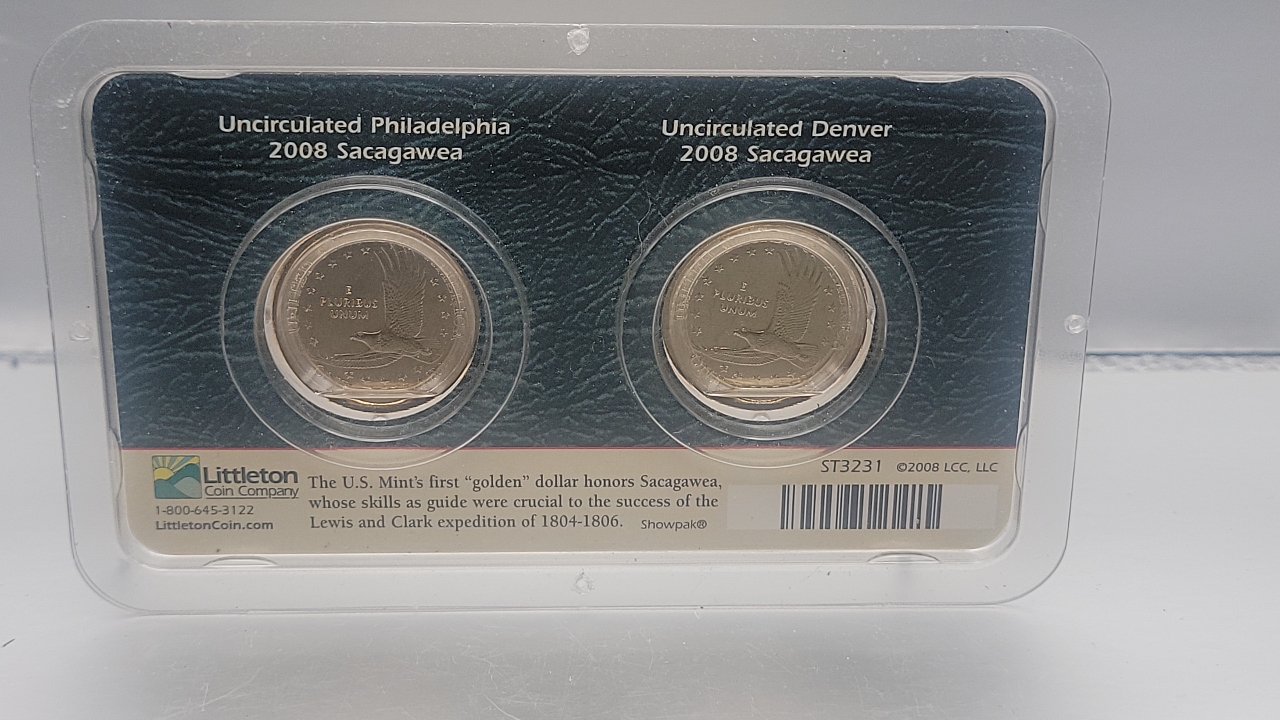 Uncirculated Philadelphia
2008 Sacagawea
Uncirculated Denver
2008 Sacagawea
E
PLURIBUS
UNUM
E
PLURIBUS
UNUM
Littleton
Coin Company
1-800-645-3122
LittletonCoin.com
The U.S. Mint's first “golden” dollar honors Sacagawea,
whose skills as guide were crucial to the success of the
Lewis and Clark expedition of 1804-1806. Showpak®
ST3231 ©2008 LCC, LLC